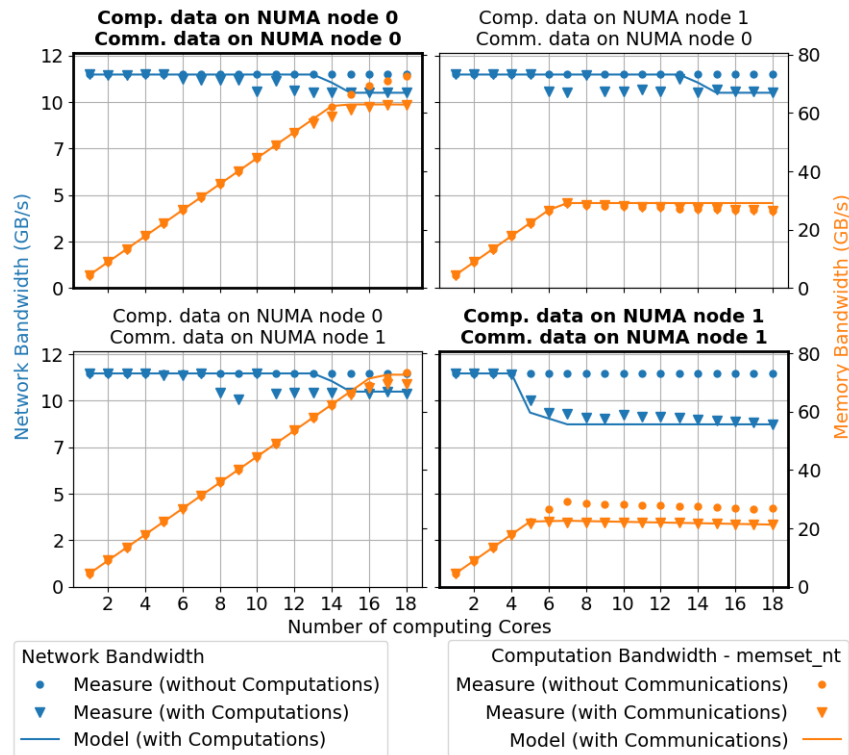 Comp. data on NUMA node 0
Comm. data on NUMA node 0
Comp. data on NUMA node 1
Comm. data on NUMA node 0
12
10
7
5
2
0
80
60
40
20
0
Comp. data on NUMA node 0
Comm. data on NUMA node 1
Comp. data on NUMA node 1
Comm. data on NUMA node 1
12
10
7
5
2
0
80
60
40
20
0
2 4 6 8 10 12 14 16 18
2 4 6 8 10 12 14 16 18
Network Bandwidth (GB/s)
Memory Bandwidth (GB/s)
Number of computing Cores
Network Bandwidth
Measure (without Computations)
Measure (with Computations)
Model (with Computations)
Computation Bandwidth - memset_nt
Measure (without Communications)
Measure (with Communications)
Model (with Communications)